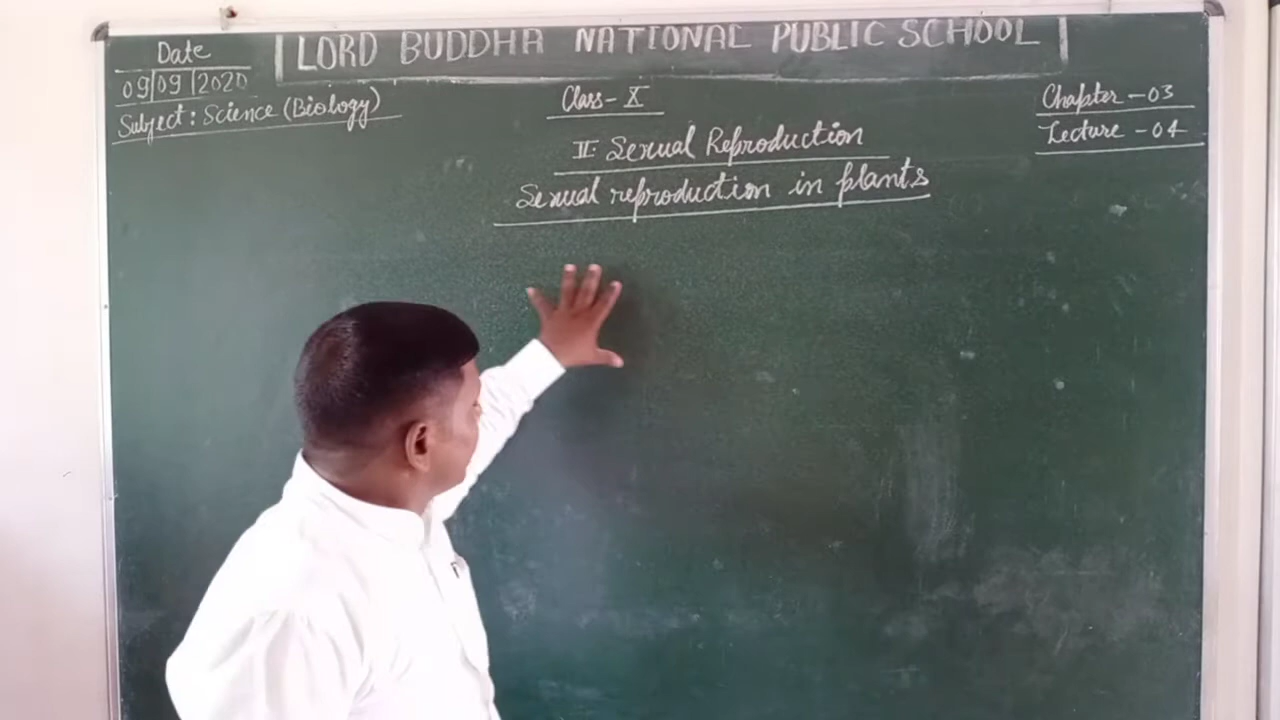 LORD BUDDHA NATIONAL PUBLIC SCHOOL
Date
09/09/2020
Subject: Science (Biology)
Class - X
Chapter - 03
Lecture - 04
II. Sexual Reproduction
Sexual reproduction in plants